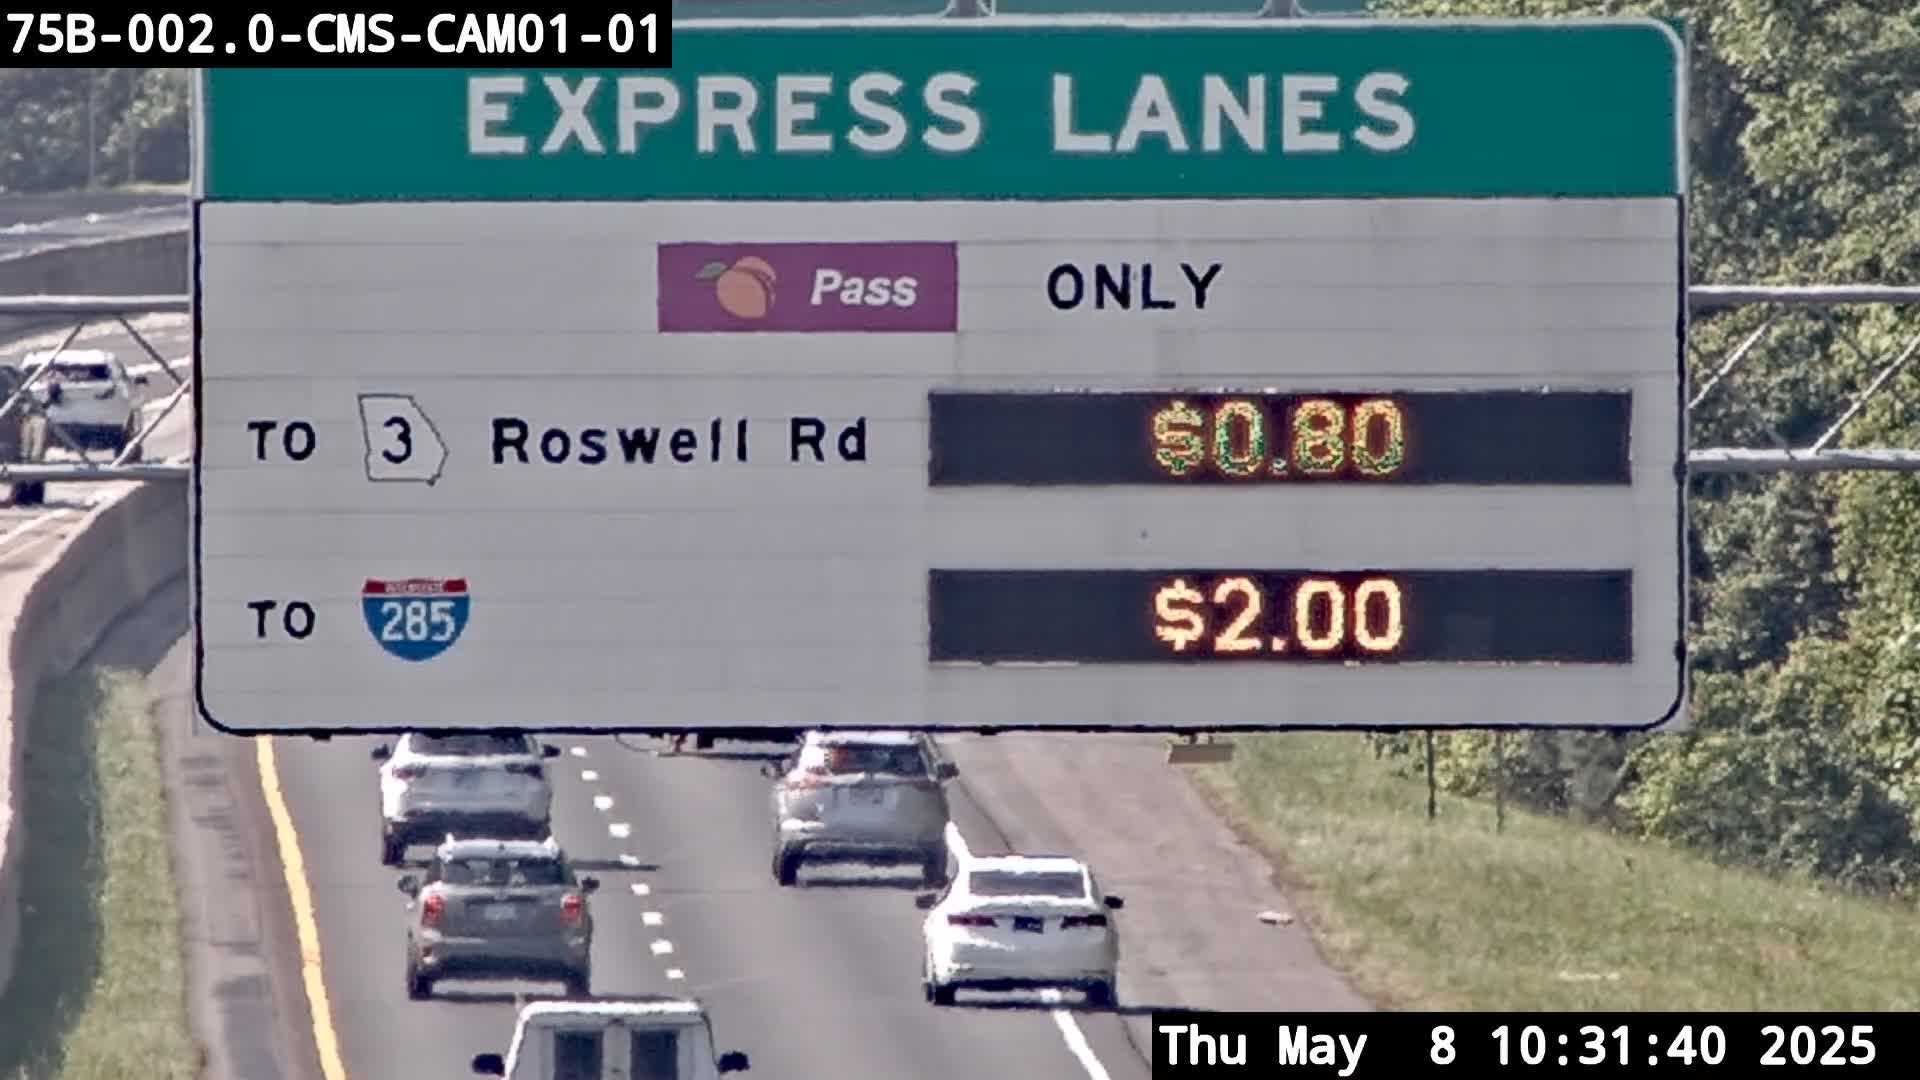 75B-002.0-CMS-CAM01-01
EXPRESS LANES
Pass ONLY
TO 3 Roswell Rd $0.80
TO 285 $2.00
Thu May 8 10:31:40 2025